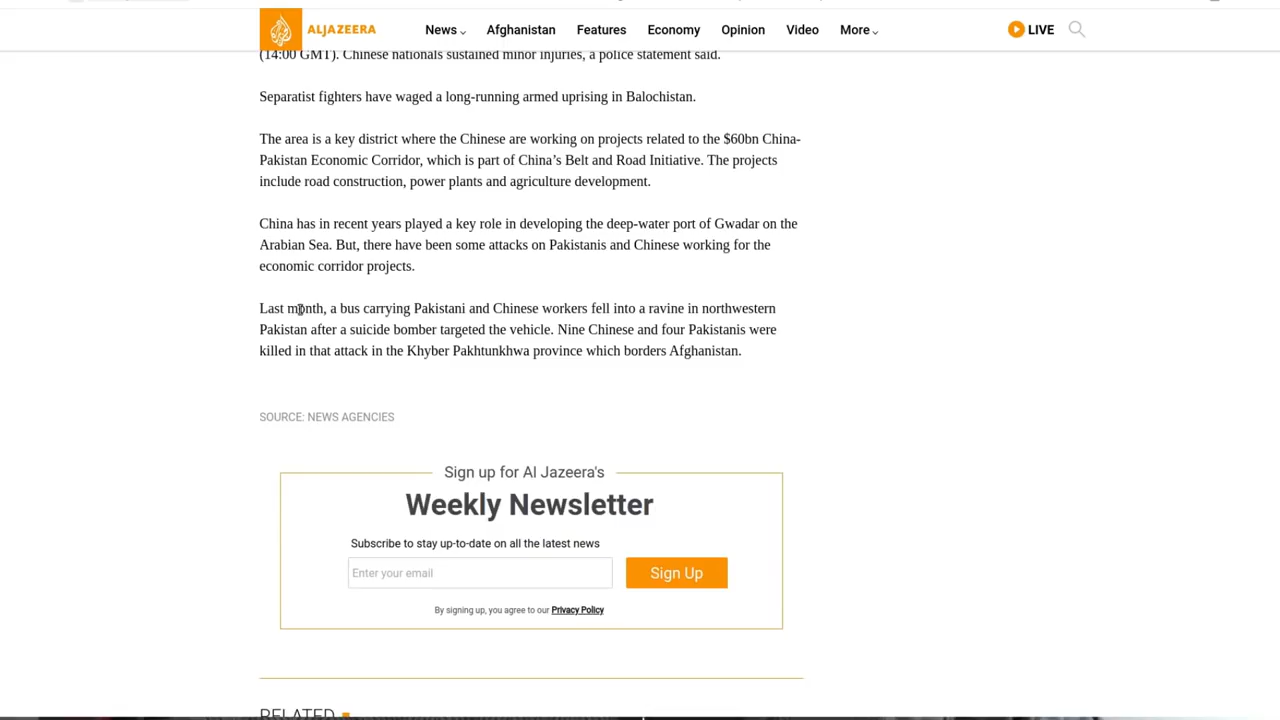 ALJAZEERA
News
Afghanistan
Features
Economy
Opinion
Video
More
LIVE
(14:00 GMT). Chinese nationals sustained minor injuries, a police statement said.
Separatist fighters have waged a long-running armed uprising in Balochistan.
The area is a key district where the Chinese are working on projects related to the $60bn China-
Pakistan Economic Corridor, which is part of China’s Belt and Road Initiative. The projects
include road construction, power plants and agriculture development.
China has in recent years played a key role in developing the deep-water port of Gwadar on the
Arabian Sea. But, there have been some attacks on Pakistanis and Chinese working for the
economic corridor projects.
Last month, a bus carrying Pakistani and Chinese workers fell into a ravine in northwestern
Pakistan after a suicide bomber targeted the vehicle. Nine Chinese and four Pakistanis were
killed in that attack in the Khyber Pakhtunkhwa province which borders Afghanistan.
SOURCE: NEWS AGENCIES
Sign up for Al Jazeera's
Weekly Newsletter
Subscribe to stay up-to-date on all the latest news
Enter your email
Sign Up
By signing up, you agree to our Privacy Policy
RELATED